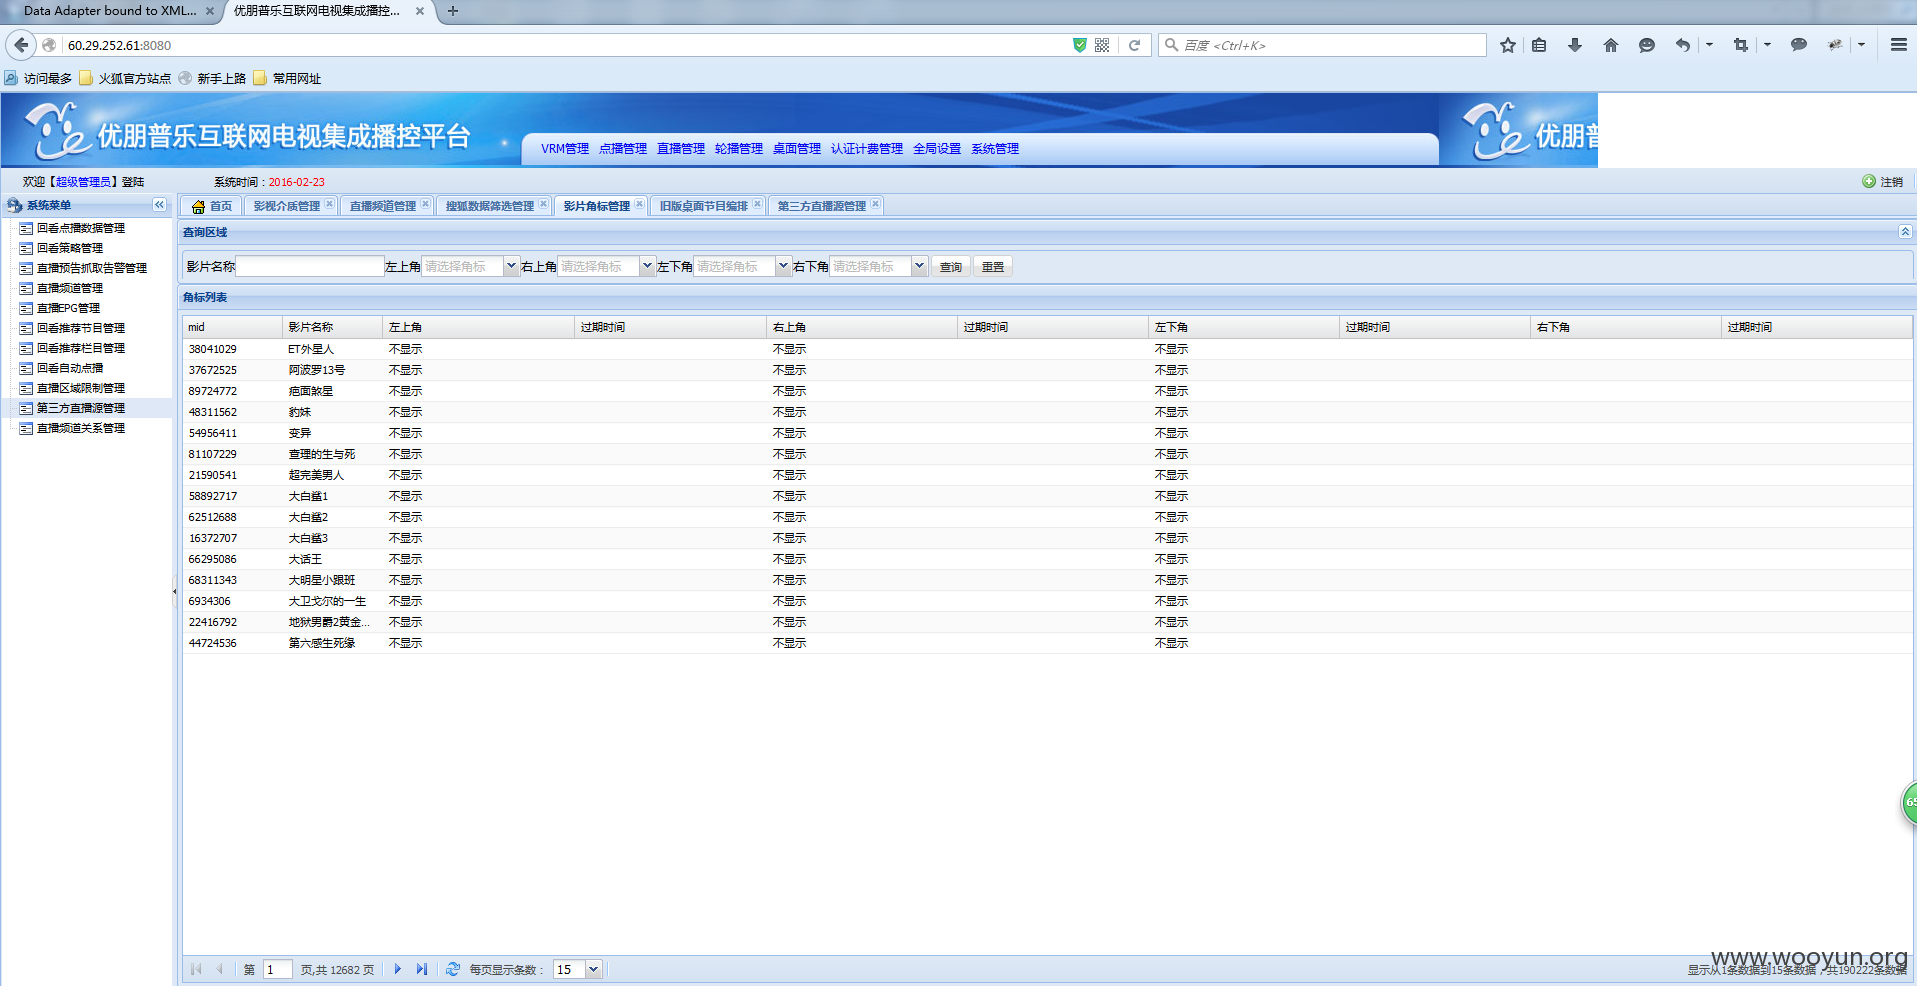 Data Adapter bound to XML...
优朋普乐互联网电视集成播控...
60.29.252.61:8080
百度 <Ctrl+K>
访问最多 火狐官方站点 新手上路 常用网址
优朋普乐互联网电视集成播控平台
VRM管理 点播管理 直播管理 轮播管理 桌面管理 认证计费管理 全局设置 系统管理
优朋普
欢迎【超级管理员】登陆 系统时间：2016-02-23 注销
系统菜单
回看点播数据管理
回看策略管理
直播预告抓取告警管理
直播频道管理
直播EPG管理
回看推荐节目管理
回看推荐栏目管理
回看自动点播
直播区域限制管理
第三方直播源管理
直播频道关系管理
首页 影视介质管理 直播频道管理 搜狐数据筛选管理 影片角标管理 旧版桌面节目编排 第三方直播源管理
查询区域
影片名称 左上角 请选择角标 右上角 请选择角标 左下角 请选择角标 右下角 请选择角标 查询 重置
角标列表
mid 影片名称 左上角 过期时间 右上角 过期时间 左下角 过期时间 右下角 过期时间
38041029 ET外星人 不显示 不显示 不显示
37672525 阿波罗13号 不显示 不显示 不显示
89724772 疤面煞星 不显示 不显示 不显示
48311562 豹妹 不显示 不显示 不显示
54956411 变异 不显示 不显示 不显示
81107229 查理的生与死 不显示 不显示 不显示
21590541 超完美男人 不显示 不显示 不显示
58892717 大白鲨1 不显示 不显示 不显示
62512688 大白鲨2 不显示 不显示 不显示
16372707 大白鲨3 不显示 不显示 不显示
66295086 大话王 不显示 不显示 不显示
68311343 大明星小跟班 不显示 不显示 不显示
6934306 大卫戈尔的一生 不显示 不显示 不显示
22416792 地狱男爵2黄金... 不显示 不显示 不显示
44724536 第六感生死缘 不显示 不显示 不显示
65
第 1 页,共 12682 页 每页显示条数： 15
显示从1条数据到15条数据，共190222条数据
www.wooyun.org